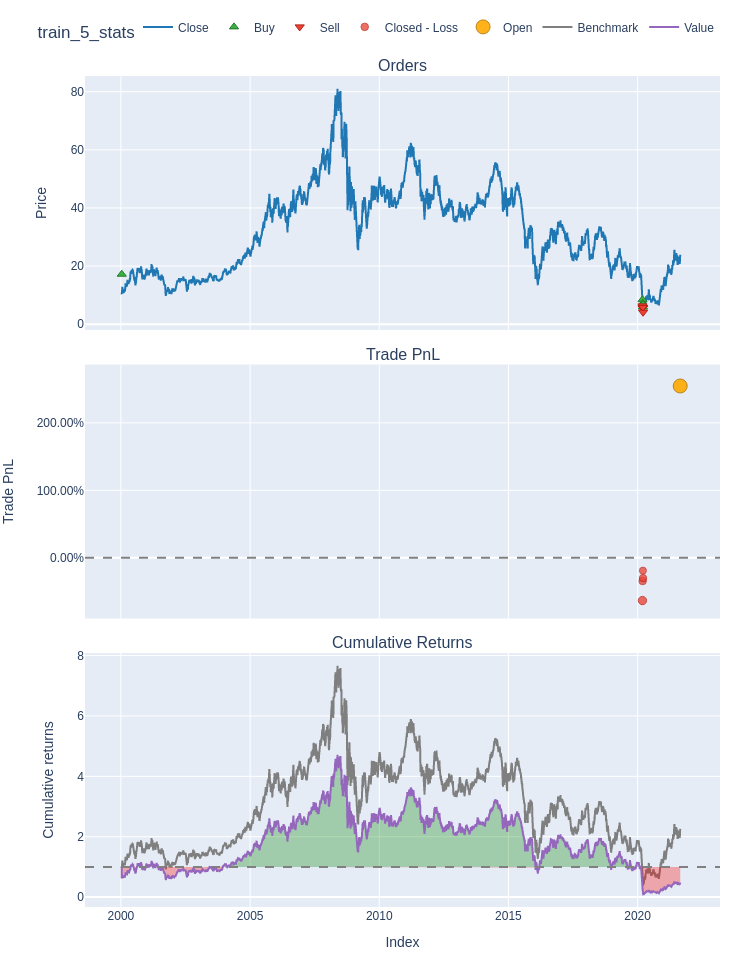 train_5_stats
Close Buy Sell Closed - Loss Open Benchmark Value
Orders
80
60
40
20
0
Price
Trade PnL
200.00%
100.00%
0.00%
Trade PnL
Cumulative Returns
8
6
4
2
0
Cumulative returns
2000 2005 2010 2015 2020
Index